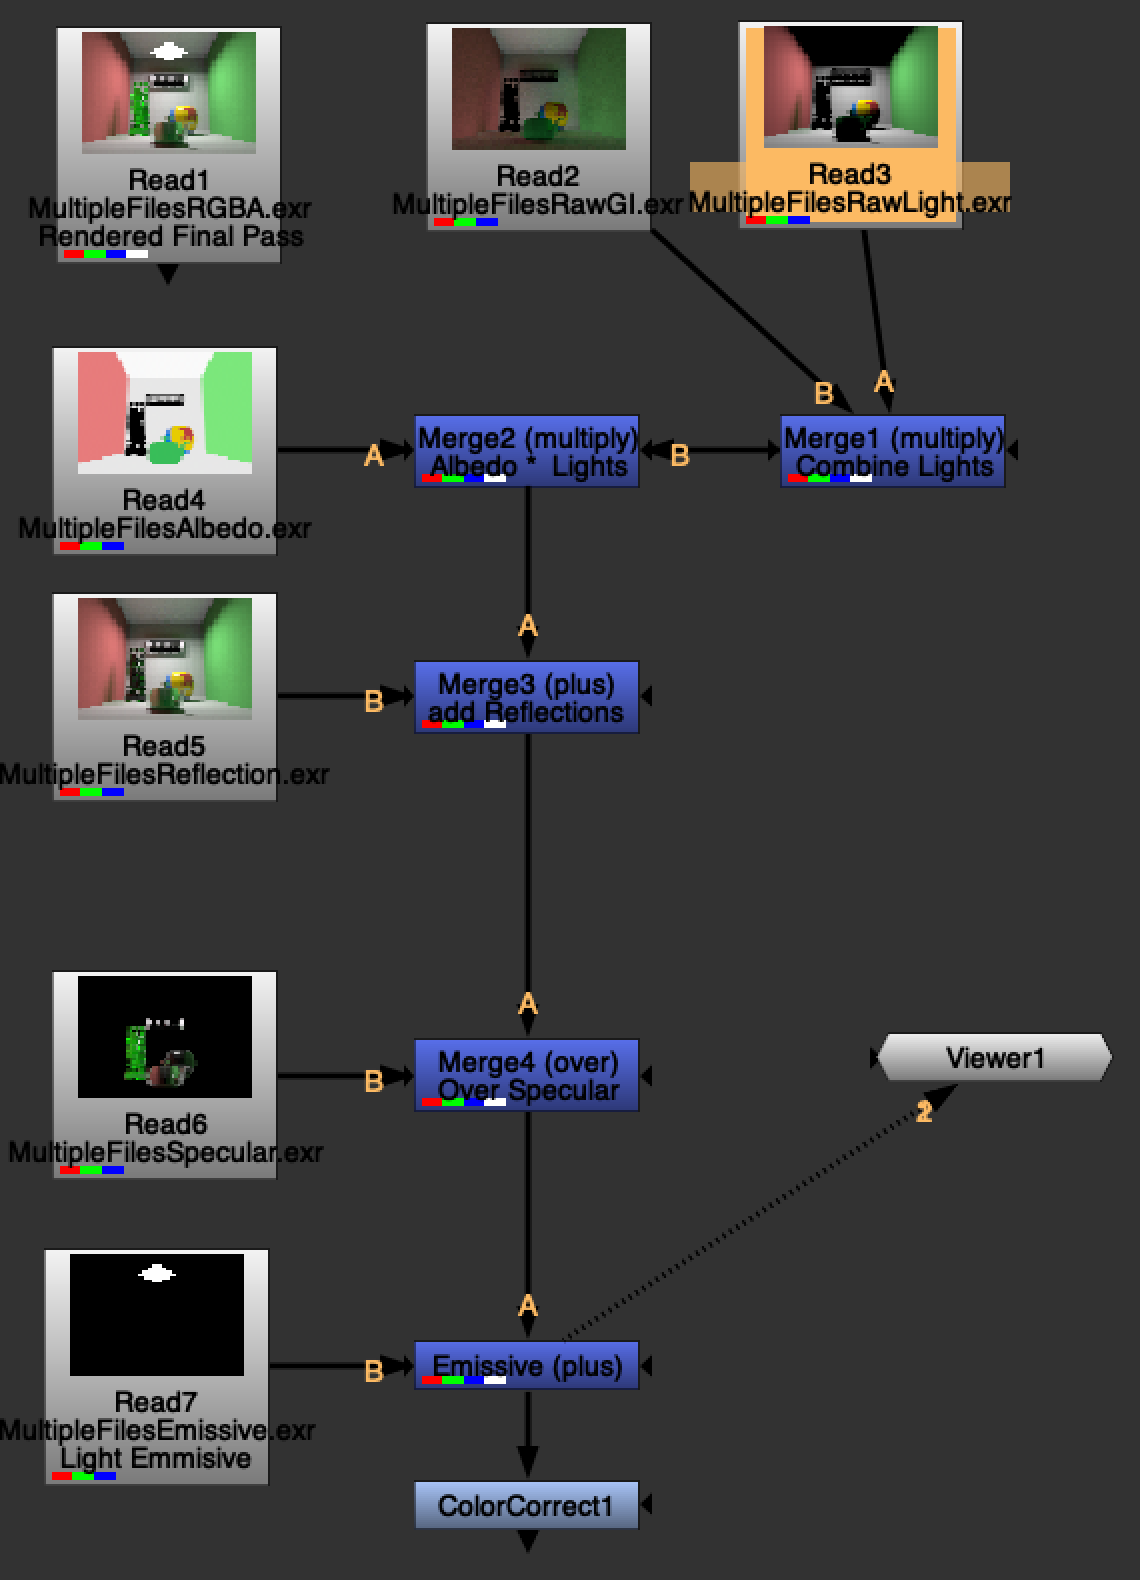 Read1
MultipleFilesRGBA.exr
Rendered Final Pass
Read2
MultipleFilesRawGI.exr
Read3
MultipleFilesRawLight.exr
B
A
Read4
MultipleFilesAlbedo.exr
A
Merge2 (multiply)
Albedo * Lights
B
Merge1 (multiply)
Combine Lights
A
Read5
MultipleFilesReflection.exr
B
Merge3 (plus)
add Reflections
A
Read6
MultipleFilesSpecular.exr
B
Merge4 (over)
Over Specular
Viewer1
2
A
Read7
MultipleFilesEmissive.exr
Light Emmisive
B
Emissive (plus)
ColorCorrect1